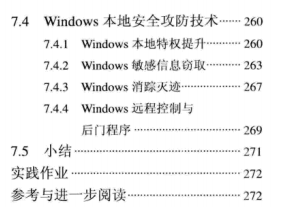 7.4 Windows 本地安全攻防技术…… 260
7.4.1 Windows 本地特权提升……… 260
7.4.2 Windows 敏感信息窃取……… 263
7.4.3 Windows 消踪灭迹…………… 267
7.4.4 Windows 远程控制与
后门程序 ……………………… 269
7.5 小结……………………………………… 271
实践作业……………………………………… 272
参考与进一步阅读…………………………… 272